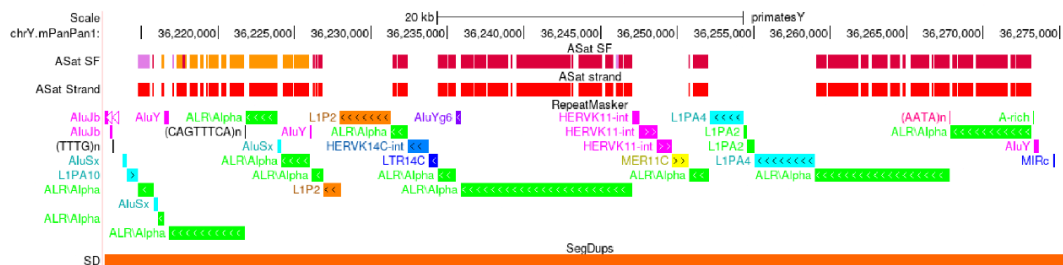 Scale 20 kb primatesY
chrY.mPanPan1: 36,220,000 36,225,000 36,230,000 36,235,000 36,240,000 36,245,000 36,250,000 36,255,000 36,260,000 36,265,000 36,270,000 36,275,000
ASat SF
ASat SF
ASat strand
ASat Strand
RepeatMasker
AluJb AluY ALR\Alpha L1P2 AluYg6 HERVK11-int L1PA4 (AATA)n A-rich
AluJb (CAGTTTCA)n AluY ALR\Alpha HERVK11-int L1PA2 ALR\Alpha
(TTTG)n AluSx HERVK14C-int HERVK11-int L1PA2 AluY
AluSx ALR\Alpha LTR14C MER11C L1PA4 MIRc
L1PA10 ALR\Alpha ALR\Alpha ALR\Alpha ALR\Alpha
ALR\Alpha L1P2 ALR\Alpha
AluSx
ALR\Alpha
ALR\Alpha
SegDups
SD